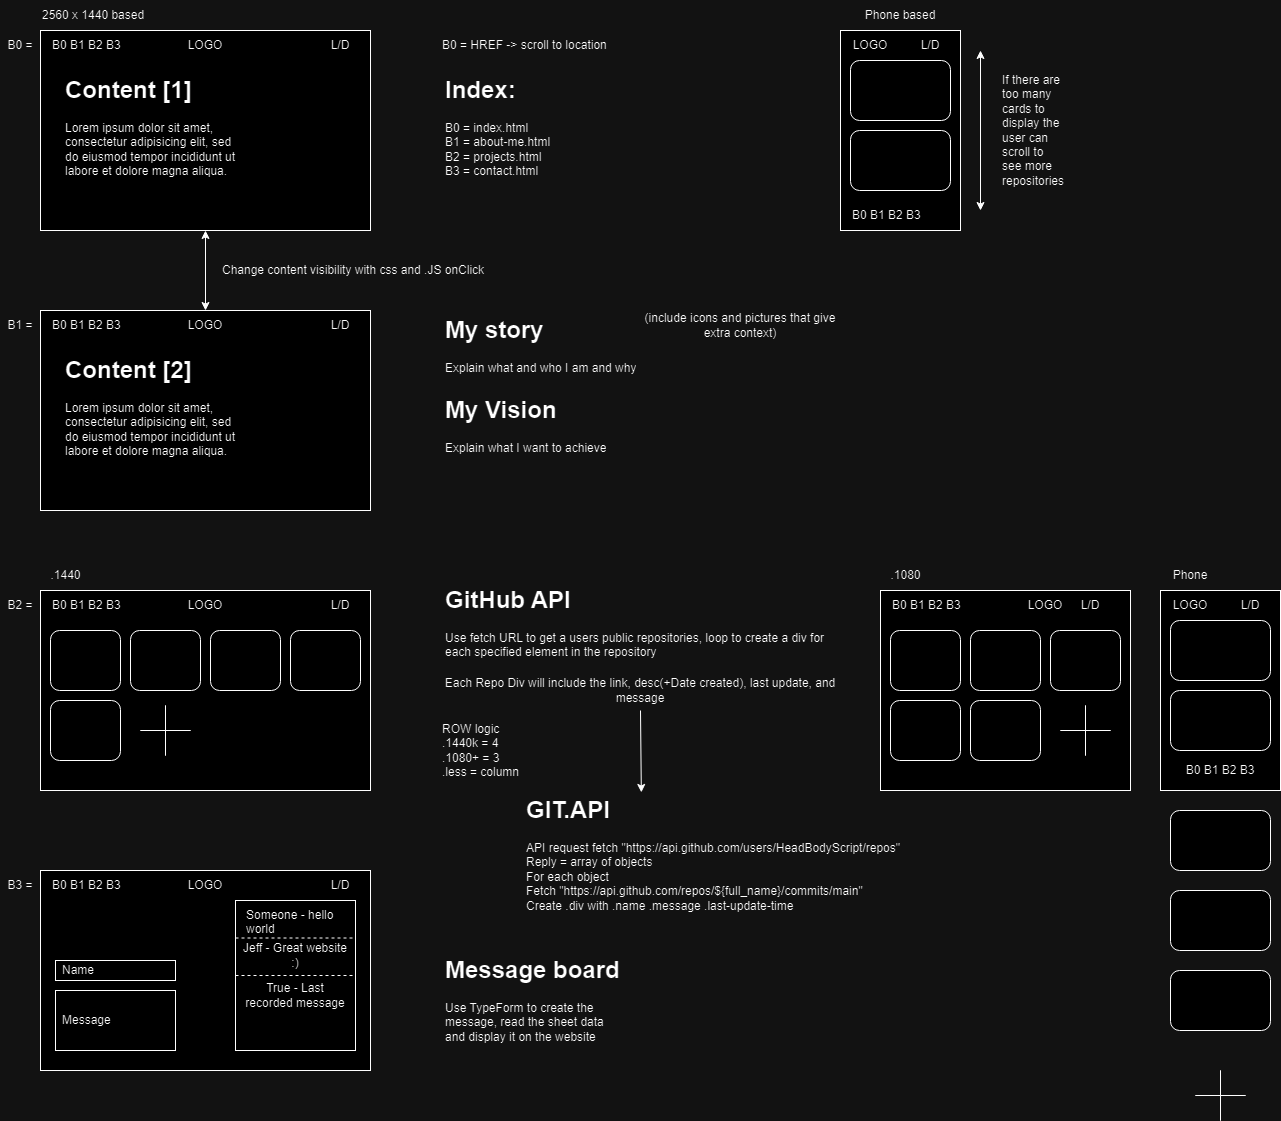 2560 x 1440 based
B0 =
B0 B1 B2 B3
LOGO
L/D
Content [1]
Lorem ipsum dolor sit amet,
consectetur adipisicing elit, sed
do eiusmod tempor incididunt ut
labore et dolore magna aliqua.
B0 = HREF -> scroll to location
Index:
B0 = index.html
B1 = about-me.html
B2 = projects.html
B3 = contact.html
Phone based
LOGO
L/D
B0 B1 B2 B3
If there are
too many
cards to
display the
user can
scroll to
see more
repositories
Change content visibility with css and .JS onClick
B1 =
B0 B1 B2 B3
LOGO
L/D
Content [2]
Lorem ipsum dolor sit amet,
consectetur adipisicing elit, sed
do eiusmod tempor incididunt ut
labore et dolore magna aliqua.
My story
(include icons and pictures that give
extra context)
Explain what and who I am and why
My Vision
Explain what I want to achieve
.1440
B2 =
B0 B1 B2 B3
LOGO
L/D
GitHub API
Use fetch URL to get a users public repositories, loop to create a div for
each specified element in the repository
Each Repo Div will include the link, desc(+Date created), last update, and
message
ROW logic
.1440k = 4
.1080+ = 3
.less = column
.1080
B0 B1 B2 B3
LOGO
L/D
Phone
LOGO
L/D
B0 B1 B2 B3
GIT.API
API request fetch "https://api.github.com/users/HeadBodyScript/repos"
Reply = array of objects
For each object
Fetch "https://api.github.com/repos/${full_name}/commits/main"
Create .div with .name .message .last-update-time
B3 =
B0 B1 B2 B3
LOGO
L/D
Name
Message
Someone - hello
world
Jeff - Great website
:)
True - Last
recorded message
Message board
Use TypeForm to create the
message, read the sheet data
and display it on the website